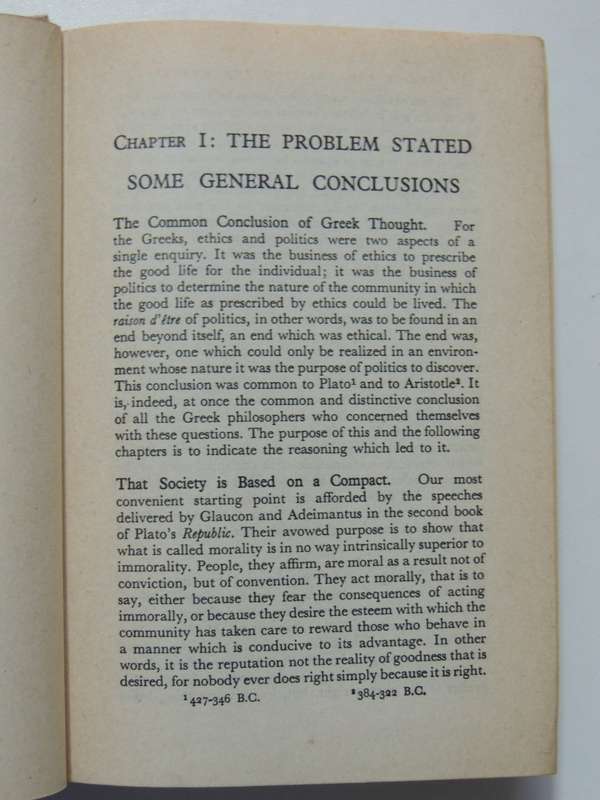 CHAPTER I: THE PROBLEM STATED
SOME GENERAL CONCLUSIONS
The Common Conclusion of Greek Thought. For
the Greeks, ethics and politics were two aspects of a
single enquiry. It was the business of ethics to prescribe
the good life for the individual; it was the business of
politics to determine the nature of the community in which
the good life as prescribed by ethics could be lived. The
raison d'être of politics, in other words, was to be found in an
end beyond itself, an end which was ethical. The end was,
however, one which could only be realized in an environ-
ment whose nature it was the purpose of politics to discover.
This conclusion was common to Plato¹ and to Aristotle². It
is, indeed, at once the common and distinctive conclusion
of all the Greek philosophers who concerned themselves
with these questions. The purpose of this and the following
chapters is to indicate the reasoning which led to it.
That Society is Based on a Compact. Our most
convenient starting point is afforded by the speeches
delivered by Glaucon and Adeimantus in the second book
of Plato's Republic. Their avowed purpose is to show that
what is called morality is in no way intrinsically superior to
immorality. People, they affirm, are moral as a result not of
conviction, but of convention. They act morally, that is to
say, either because they fear the consequences of acting
immorally, or because they desire the esteem with which the
community has taken care to reward those who behave in
a manner which is conducive to its advantage. In other
words, it is the reputation not the reality of goodness that is
desired, for nobody ever does right simply because it is right.
¹ 427-346 B.C. ² 384-322 B.C.